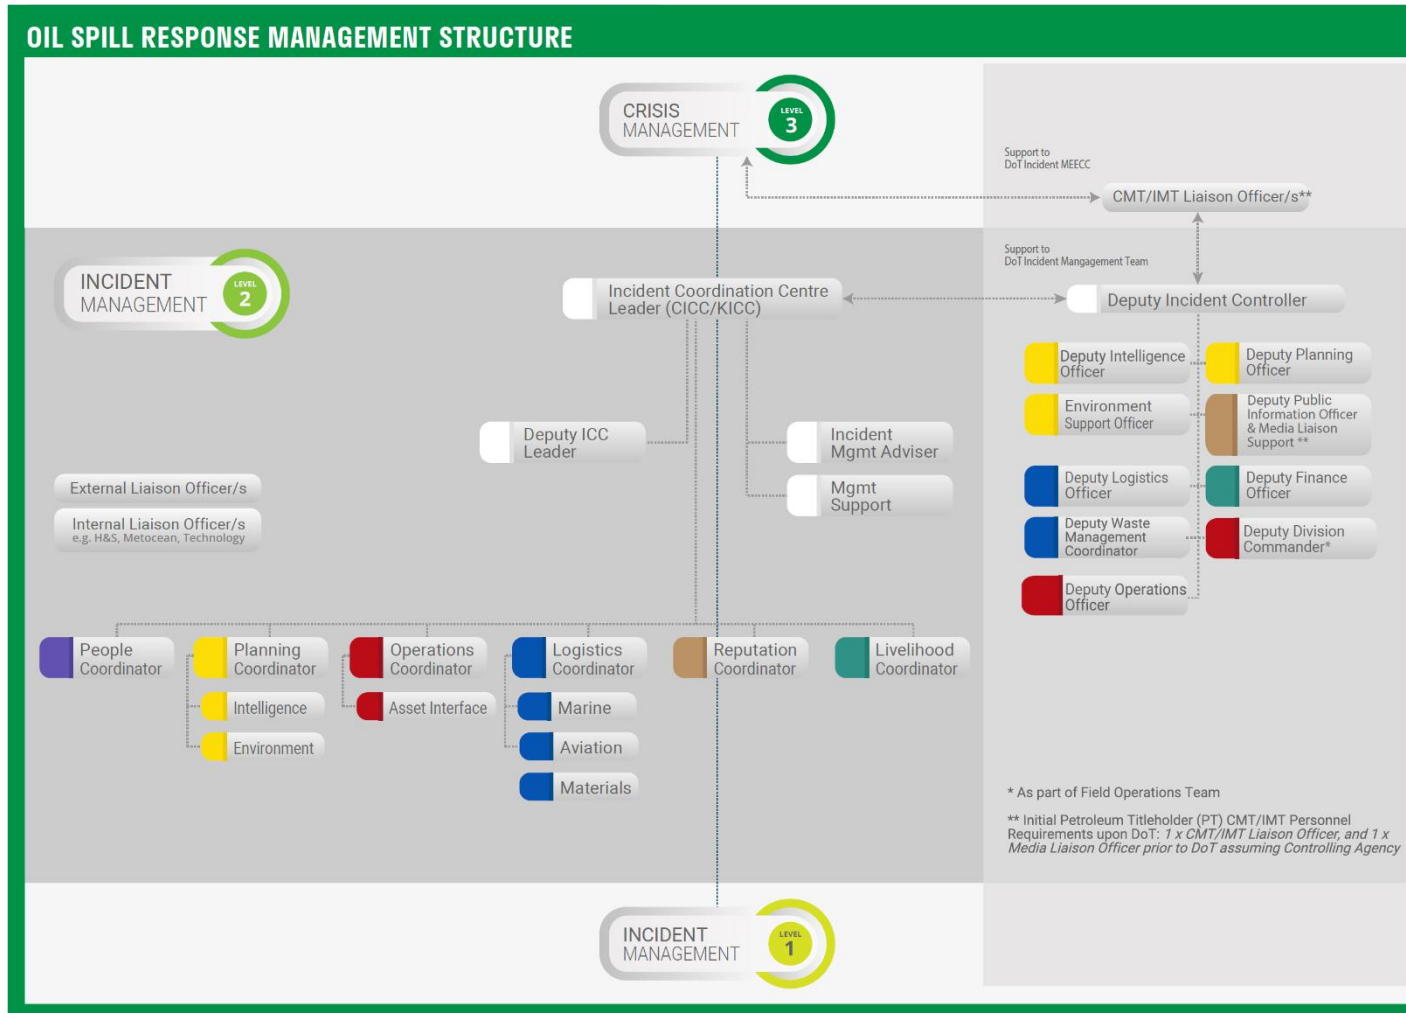 OIL SPILL RESPONSE MANAGEMENT STRUCTURE
CRISIS
MANAGEMENT
LEVEL
3
Support to
DoT Incident MEECC
CMT/IMT Liaison Officer/s**
Support to
DoT Incident Mangagement Team
INCIDENT
MANAGEMENT
LEVEL
2
Incident Coordination Centre
Leader (CICC/KICC)
Deputy Incident Controller
Deputy Intelligence
Officer
Deputy Planning
Officer
Environment
Support Officer
Deputy Public
Information Officer
& Media Liaison
Support **
Deputy ICC
Leader
Incident
Mgmt Adviser
Mgmt
Support
Deputy Logistics
Officer
Deputy Finance
Officer
Deputy Waste
Management
Coordinator
Deputy Division
Commander*
Deputy Operations
Officer
External Liaison Officer/s
Internal Liaison Officer/s
e.g. H&S, Metocean, Technology
People
Coordinator
Planning
Coordinator
Operations
Coordinator
Logistics
Coordinator
Reputation
Coordinator
Livelihood
Coordinator
Intelligence
Asset Interface
Marine
Environment
Aviation
Materials
* As part of Field Operations Team
** Initial Petroleum Titleholder (PT) CMT/IMT Personnel
Requirements upon DoT: 1 x CMT/IMT Liaison Officer, and 1 x
Media Liaison Officer prior to DoT assuming Controlling Agency
INCIDENT
MANAGEMENT
LEVEL
1